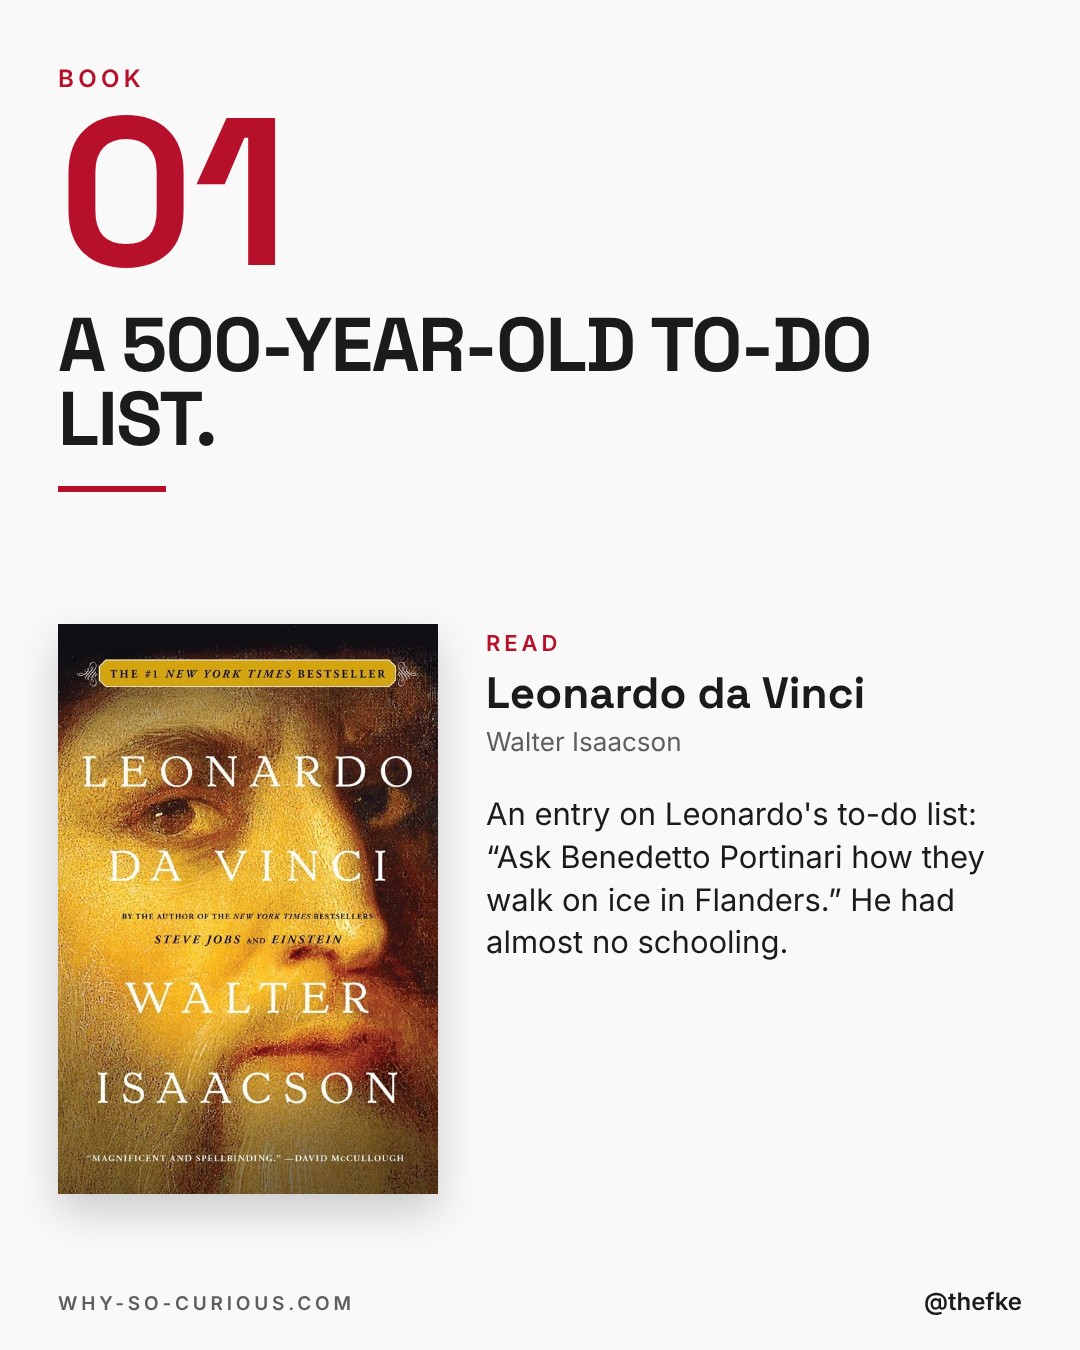 BOOK
01
A 500-YEAR-OLD TO-DO
LIST.
THE #1 NEW YORK TIMES BESTSELLER
LEONARDO
DA VINCI
BY THE AUTHOR OF THE NEW YORK TIMES BESTSELLERS
STEVE JOBS AND EINSTEIN
WALTER
ISAACSON
“MAGNIFICENT AND SPELLBINDING.” —DAVID McCULLOUGH
READ
Leonardo da Vinci
Walter Isaacson
An entry on Leonardo's to-do list:
“Ask Benedetto Portinari how they
walk on ice in Flanders.” He had
almost no schooling.
WHY-SO-CURIOUS.COM
@thefke